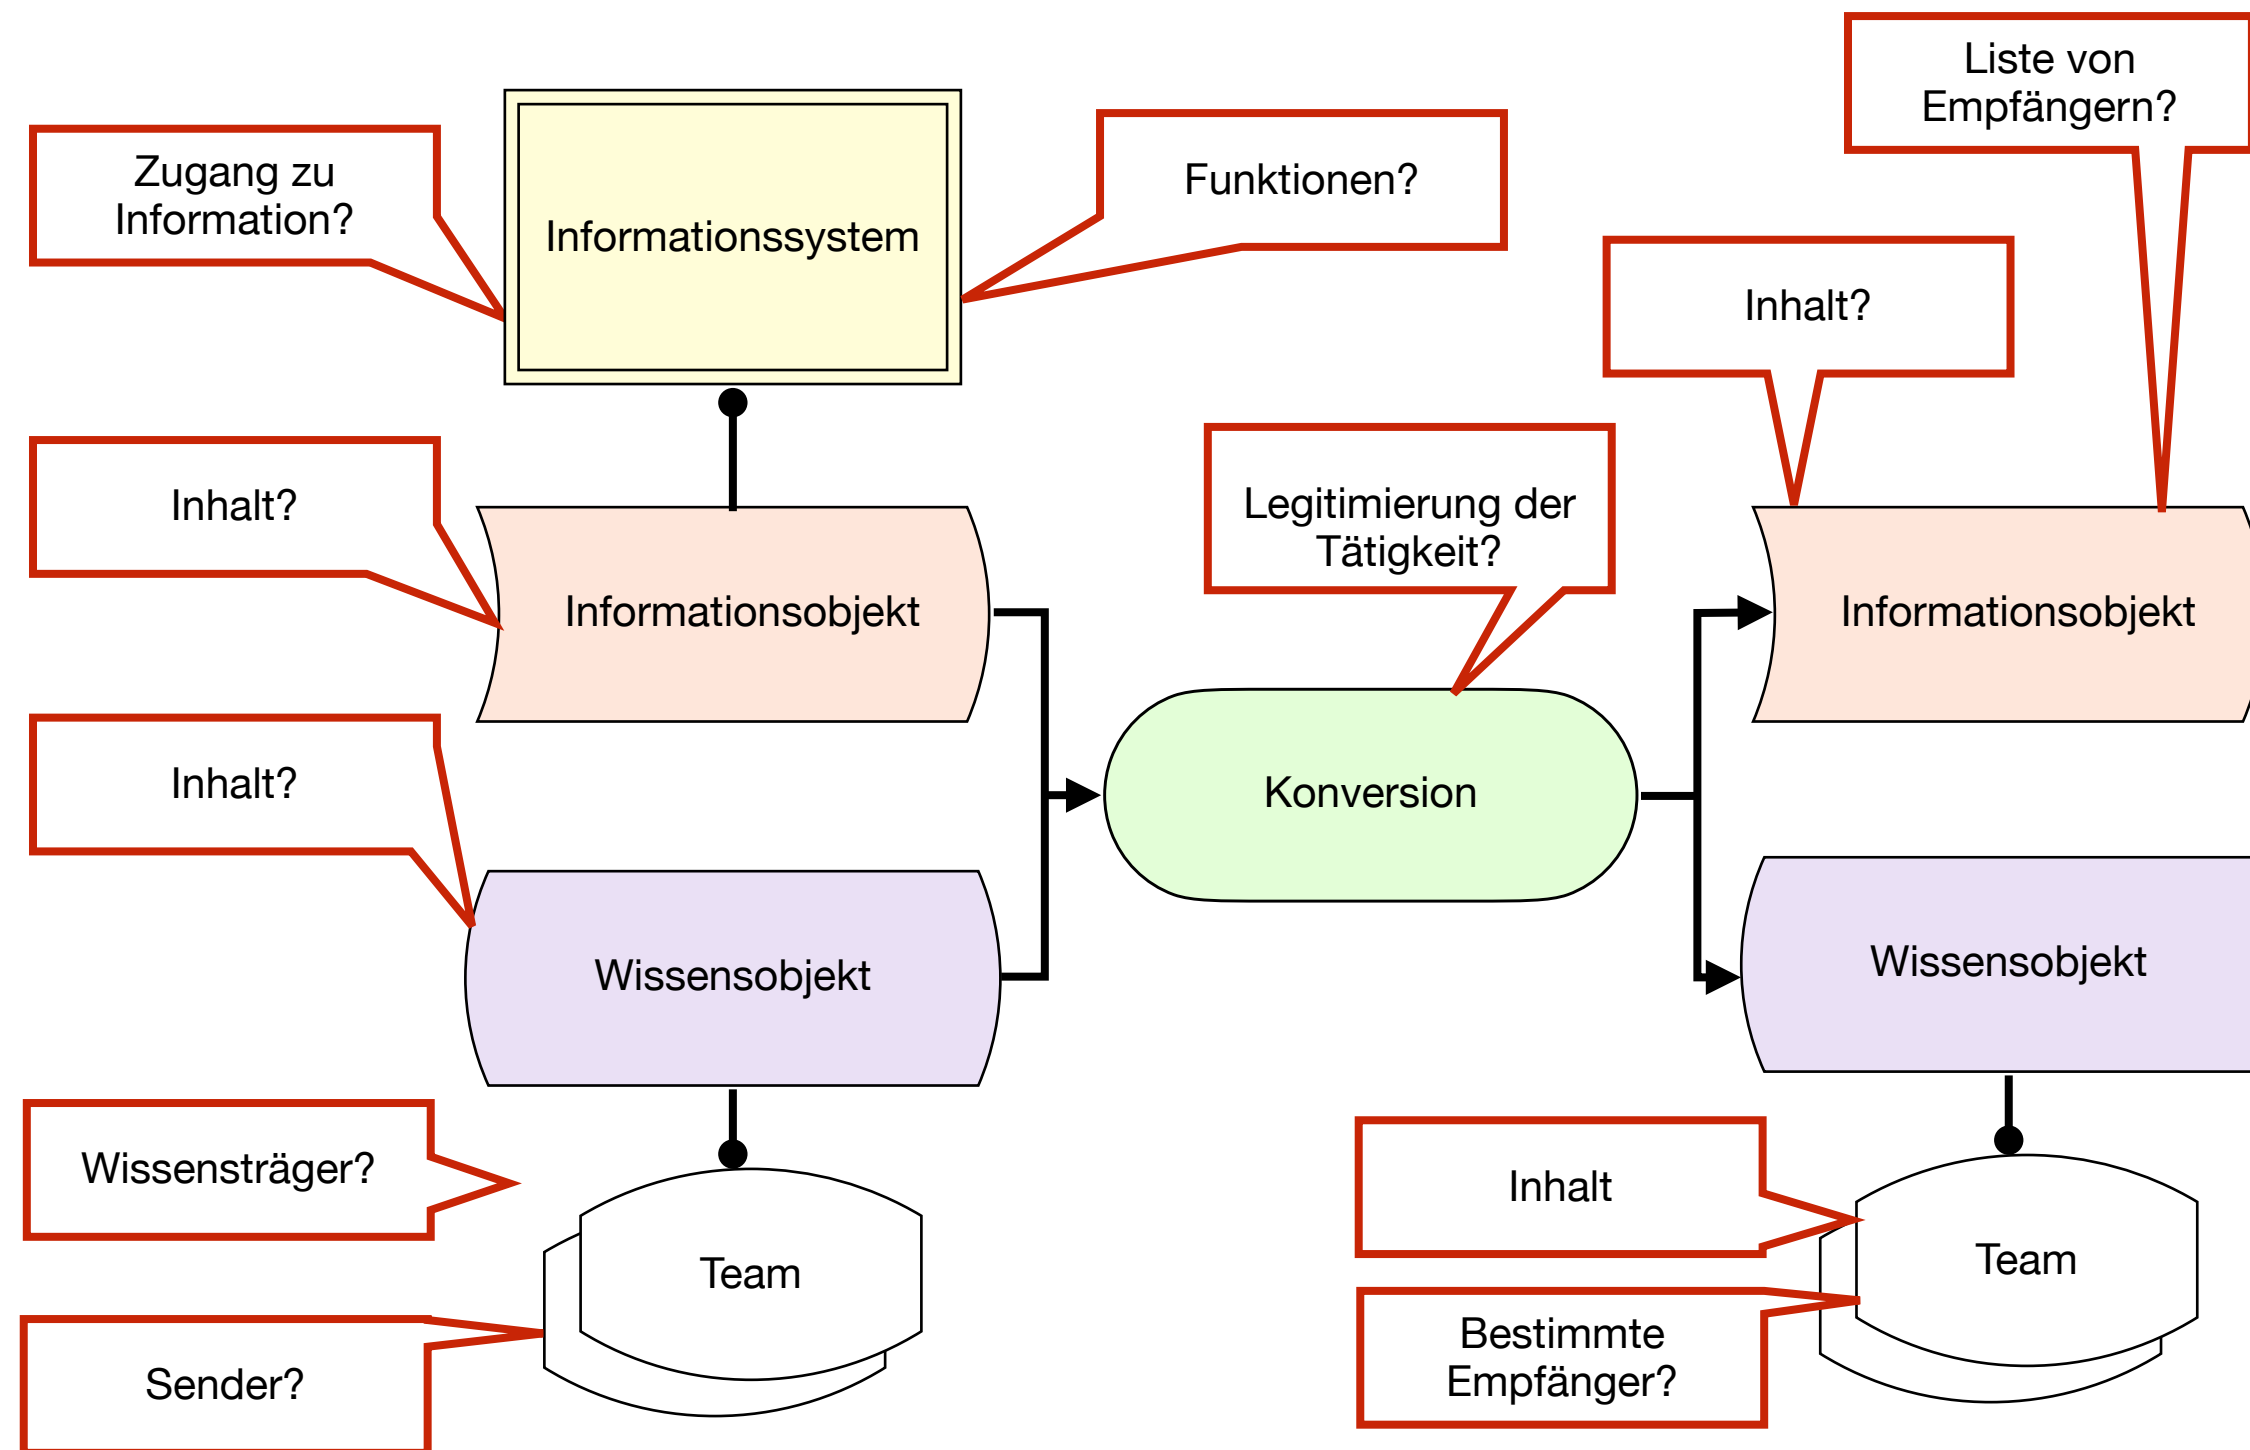 Liste von
Empfängern?
Zugang zu
Information?
Funktionen?
Informationssystem
Inhalt?
Inhalt?
Legitimierung der
Tätigkeit?
Informationsobjekt
Informationsobjekt
Inhalt?
Konversion
Wissensobjekt
Wissensobjekt
Wissensträger?
Inhalt
Team
Team
Bestimmte
Empfänger?
Sender?